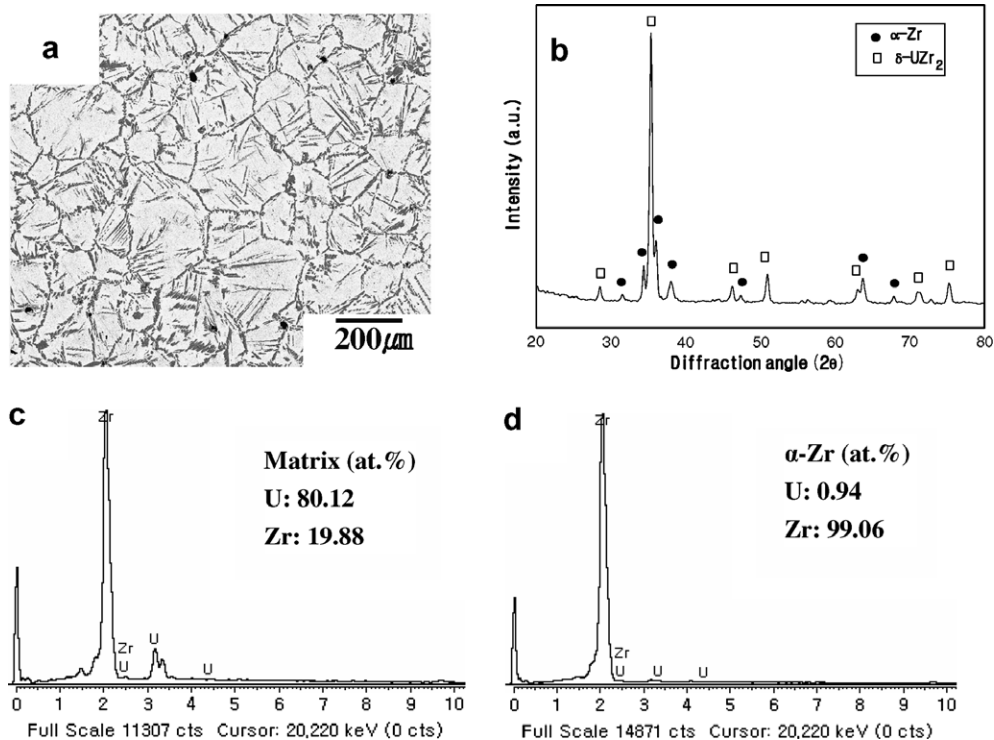 a
200μm
b
α-Zr
δ-UZr₂
Intensity (a.u.)
20 30 40 50 60 70 80
Diffraction angle (2θ)
c
Zr
Matrix (at.%)
U: 80.12
Zr: 19.88
Zr
U
U
U
0 1 2 3 4 5 6 7 8 9 10
Full Scale 11307 cts Cursor: 20,220 keV (0 cts)
d
Zr
α-Zr (at.%)
U: 0.94
Zr: 99.06
Zr
U U U
0 1 2 3 4 5 6 7 8 9 10
Full Scale 14871 cts Cursor: 20,220 keV (0 cts)